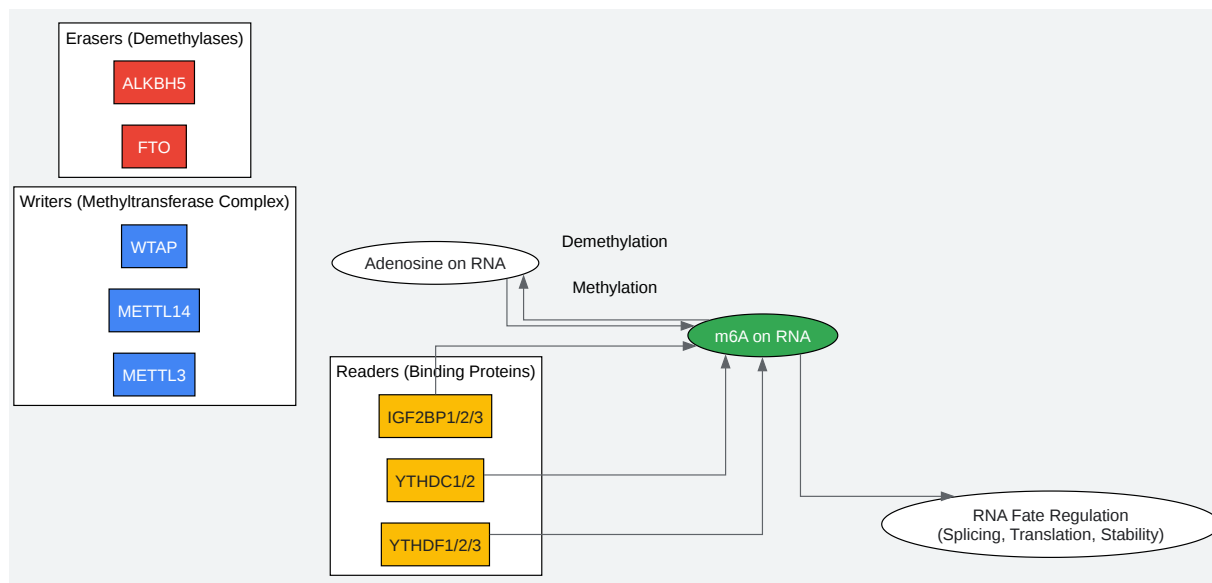 Erasers (Demethylases)
ALKBH5
FTO
Writers (Methyltransferase Complex)
WTAP
METTL14
METTL3
Adenosine on RNA
Demethylation
Methylation
m6A on RNA
Readers (Binding Proteins)
IGF2BP1/2/3
YTHDC1/2
YTHDF1/2/3
RNA Fate Regulation
(Splicing, Translation, Stability)